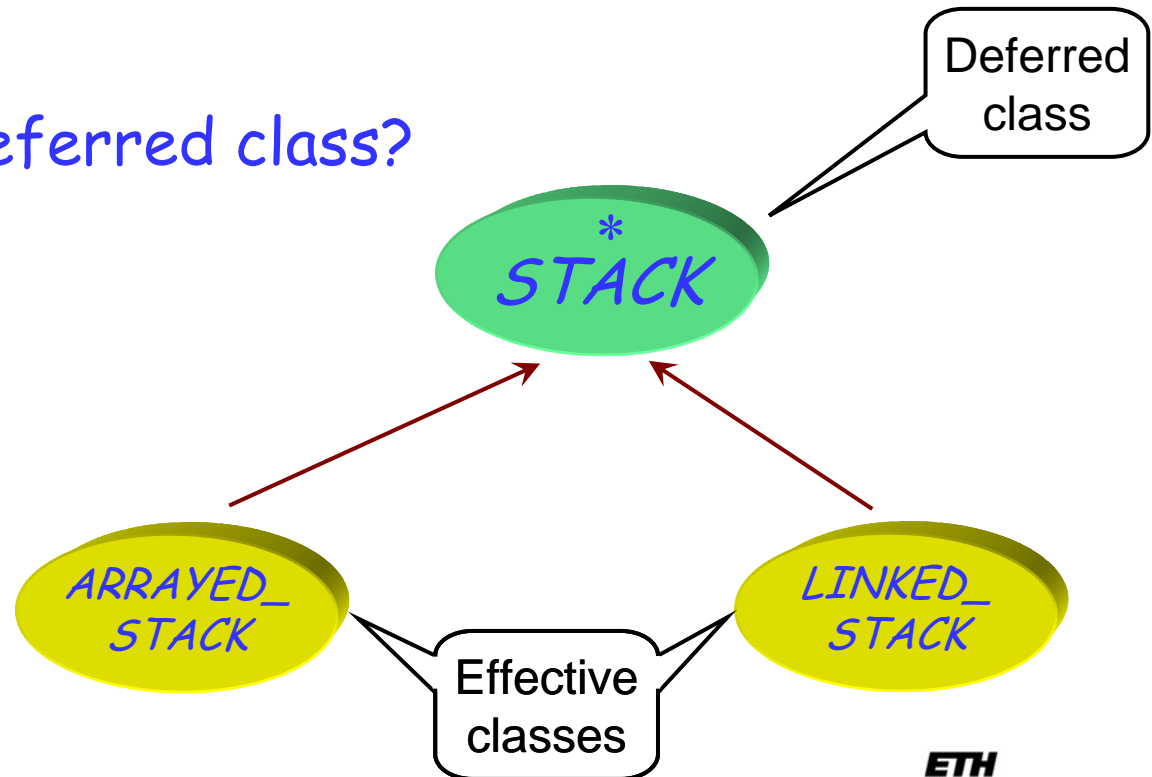 Deferred
class
eferred class?
*
STACK
ARRAYED_
STACK
LINKED_
STACK
Effective
classes
ETH